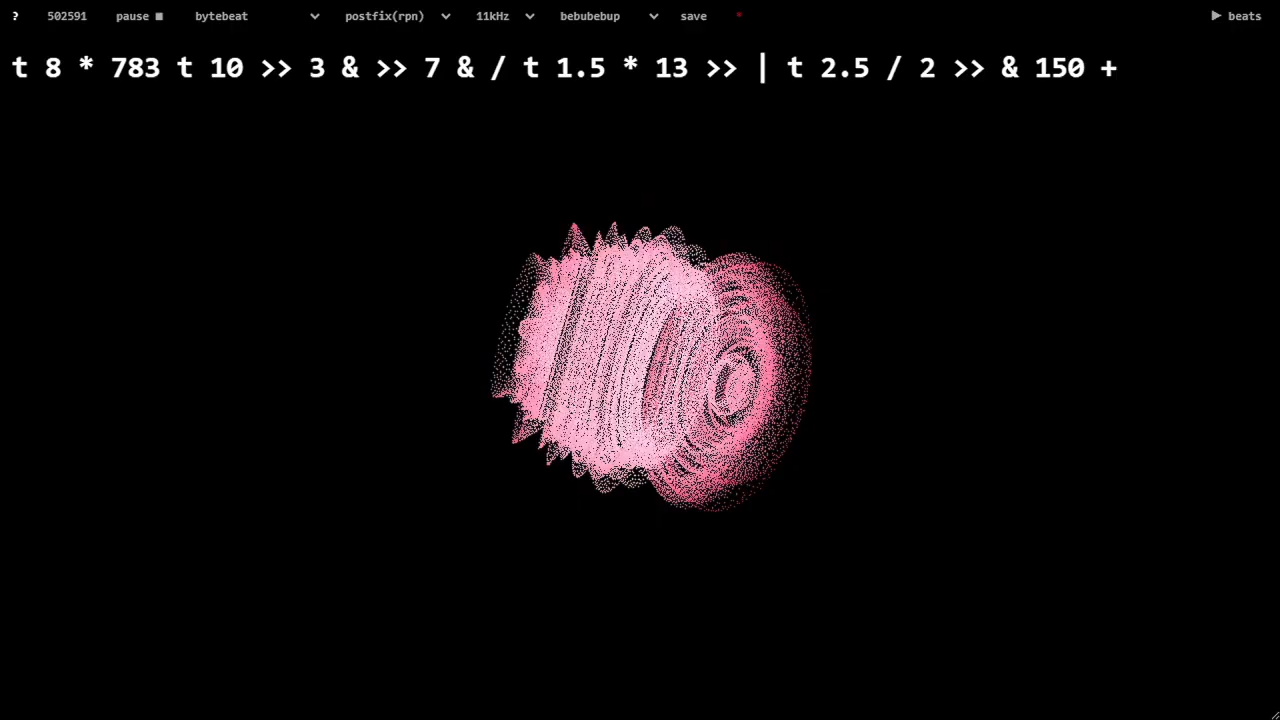 ? 502591 pause ■ bytebeat postfix(rpn) 11kHz bebubebup save * ▶ beats
t 8 * 783 t 10 >> 3 & >> 7 & / t 1.5 * 13 >> | t 2.5 / 2 >> & 150 +